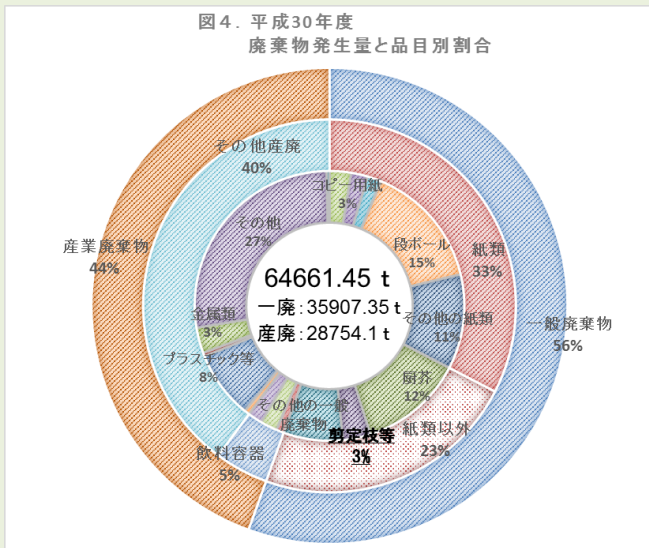 図４. 平成30年度
廃棄物発生量と品目別割合
その他産廃
40%
コピー用紙
3%
その他
27%
段ボール
15%
紙類
33%
産業廃棄物
44%
64661.45 t
一廃：35907.35 t
産廃：28754.1 t
その他の紙類
11%
一般廃棄物
56%
金属類
3%
プラスチック等
8%
厨芥
12%
その他の一般
廃棄物
剪定枝等
3%
紙類以外
23%
飲料容器
5%